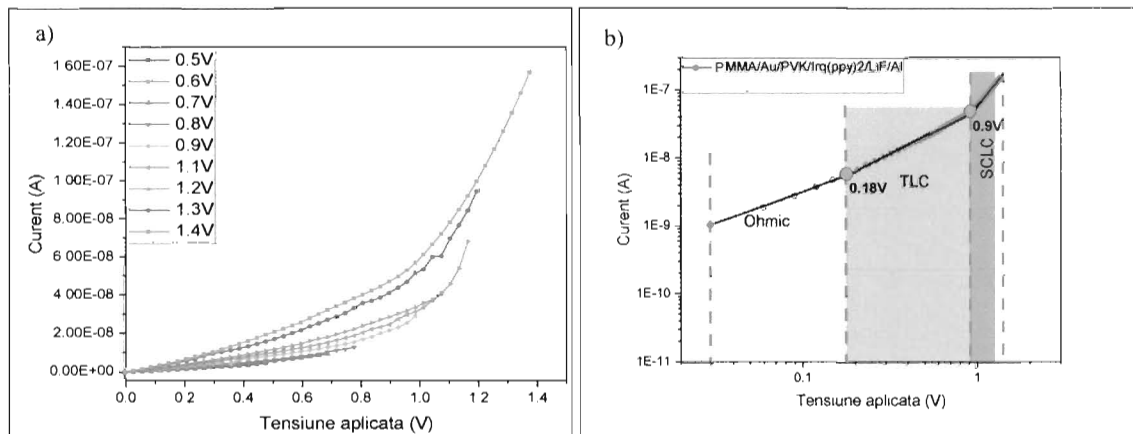 a)
1 60E-07
1 40E-07
1 20E-07
1 00E-07
8 00E-08
6 00E-08
4 00E-08
2 00E-08
0.00E+00
Curent (A)
0.5V
0.6V
0.7V
0.8V
0.9V
1.1V
1.2V
1.3V
1.4V
0.0 0.2 0.4 0.6 0.8 1.0 1.2 1.4
Tensiune aplicata (V)
b)
PMMA/Au/PVK/Irq(ppy)2/LiF/Al
1E-7
1E-8
1E-9
1E-10
1E-11
Curent (A)
0.9V
SCLC
TLC
0.18V
Ohmic
0.1 1
Tensiune aplicata (V)